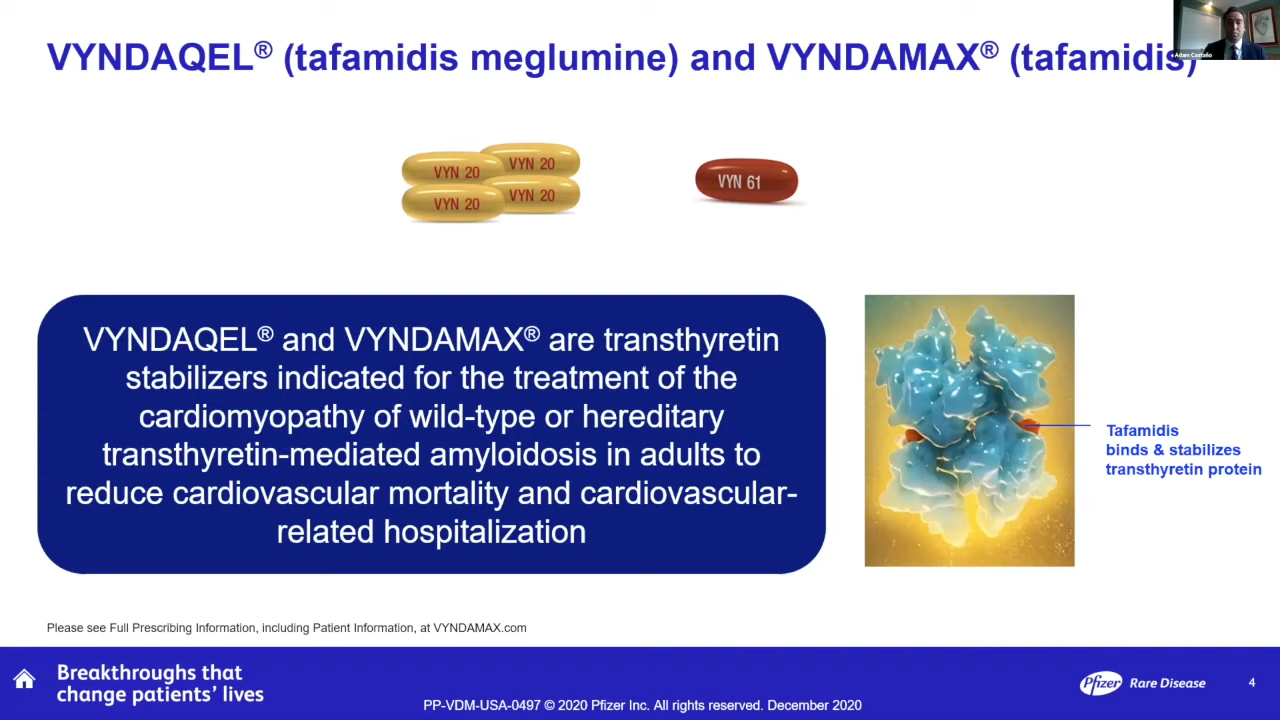 VYNDAQEL® (tafamidis meglumine) and VYNDAMAX® (tafamidis)
Adam Castaño
VYN 20
VYN 20
VYN 20
VYN 20
VYN 61
VYNDAQEL® and VYNDAMAX® are transthyretin
stabilizers indicated for the treatment of the
cardiomyopathy of wild-type or hereditary
transthyretin-mediated amyloidosis in adults to
reduce cardiovascular mortality and cardiovascular-
related hospitalization
Tafamidis
binds & stabilizes
transthyretin protein
Please see Full Prescribing Information, including Patient Information, at VYNDAMAX.com
Breakthroughs that
change patients' lives
PP-VDM-USA-0497 © 2020 Pfizer Inc. All rights reserved. December 2020
Pfizer Rare Disease
4